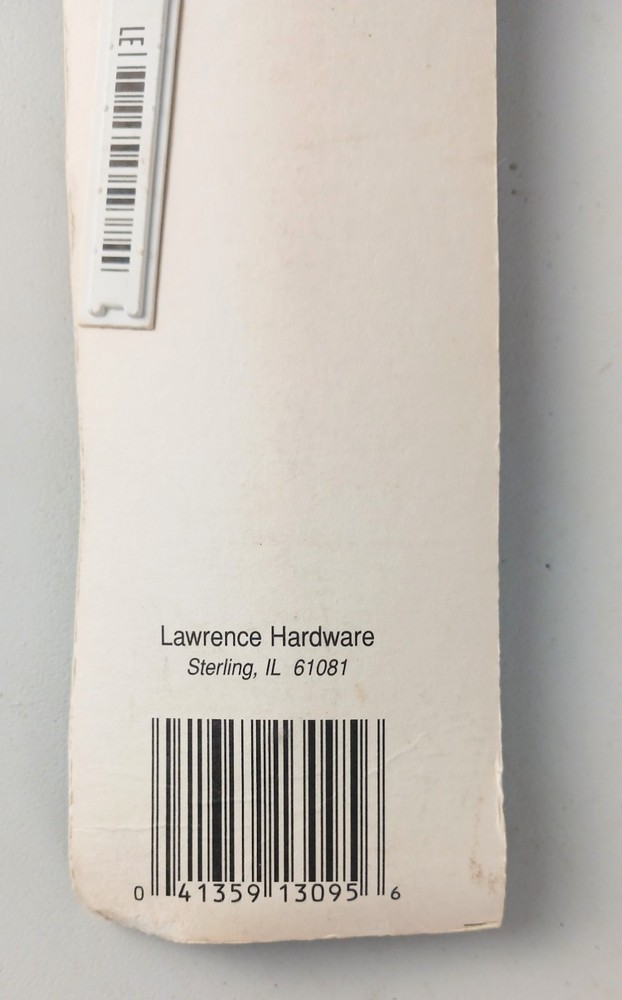 LE
Lawrence Hardware
Sterling, IL 61081
0 41359 13095 6